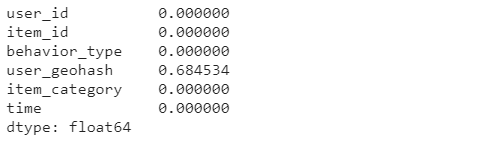 user_id 0.000000
item_id 0.000000
behavior_type 0.000000
user_geohash 0.684534
item_category 0.000000
time 0.000000
dtype: float64